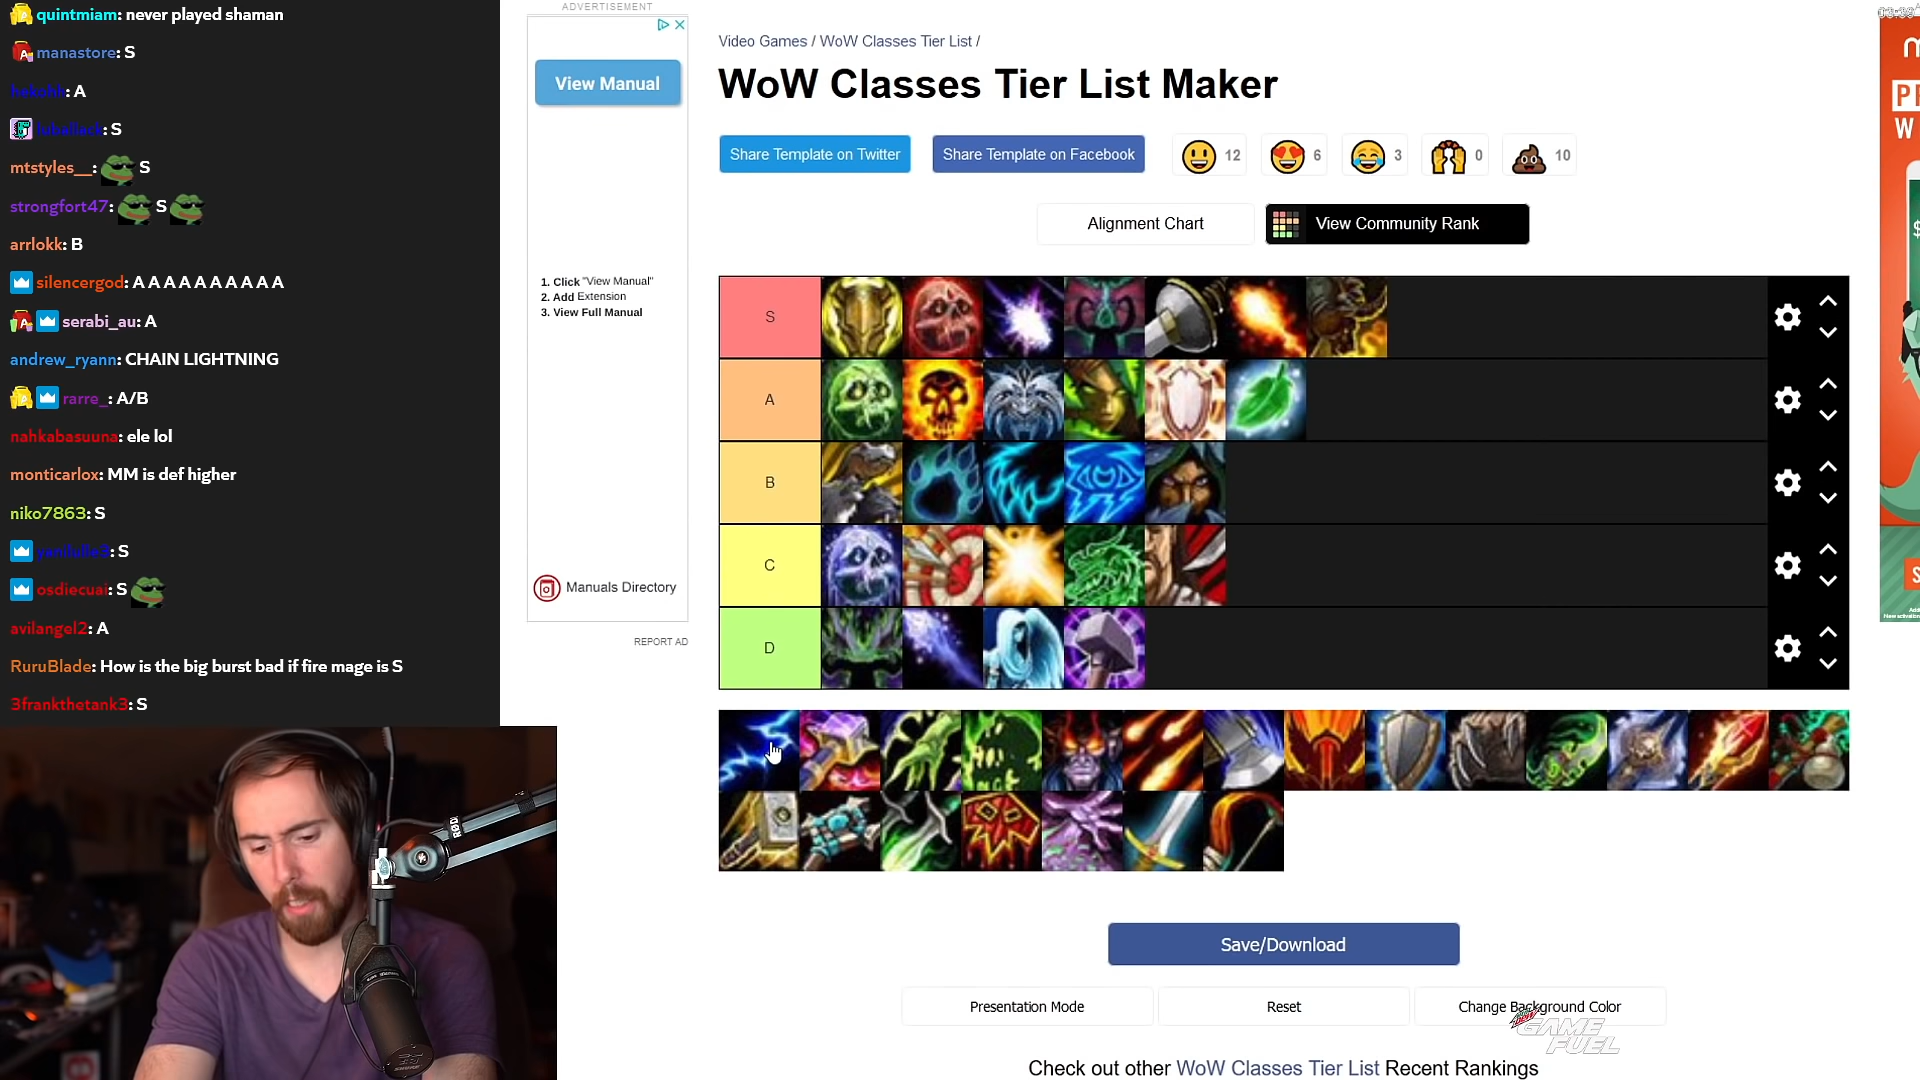 quintmiam: never played shaman
manastore: S
: A
: S
mtstyles__: S
strongfort47: S
arrlokk: B
silencergod: A A A A A A A A A A
serabi_au: A
andrew_ryann: CHAIN LIGHTNING
rarre_: A/B
nahkabasuuna: ele lol
monticarlox: MM is def higher
niko7863: S
: S
osdiecuai: S
avilangel2: A
RuruBlade: How is the big burst bad if fire mage is S
3frankthetank3: S
ADVERTISEMENT
View Manual
1. Click "View Manual"
2. Add Extension
3. View Full Manual
Manuals Directory
REPORT AD
Video Games / WoW Classes Tier List /
WoW Classes Tier List Maker
Share Template on Twitter
Share Template on Facebook
12
6
3
0
10
Alignment Chart
View Community Rank
S
A
B
C
D
Save/Download
Presentation Mode
Reset
Change Background Color
GAME FUEL
Check out other WoW Classes Tier List Recent Rankings
RØDE